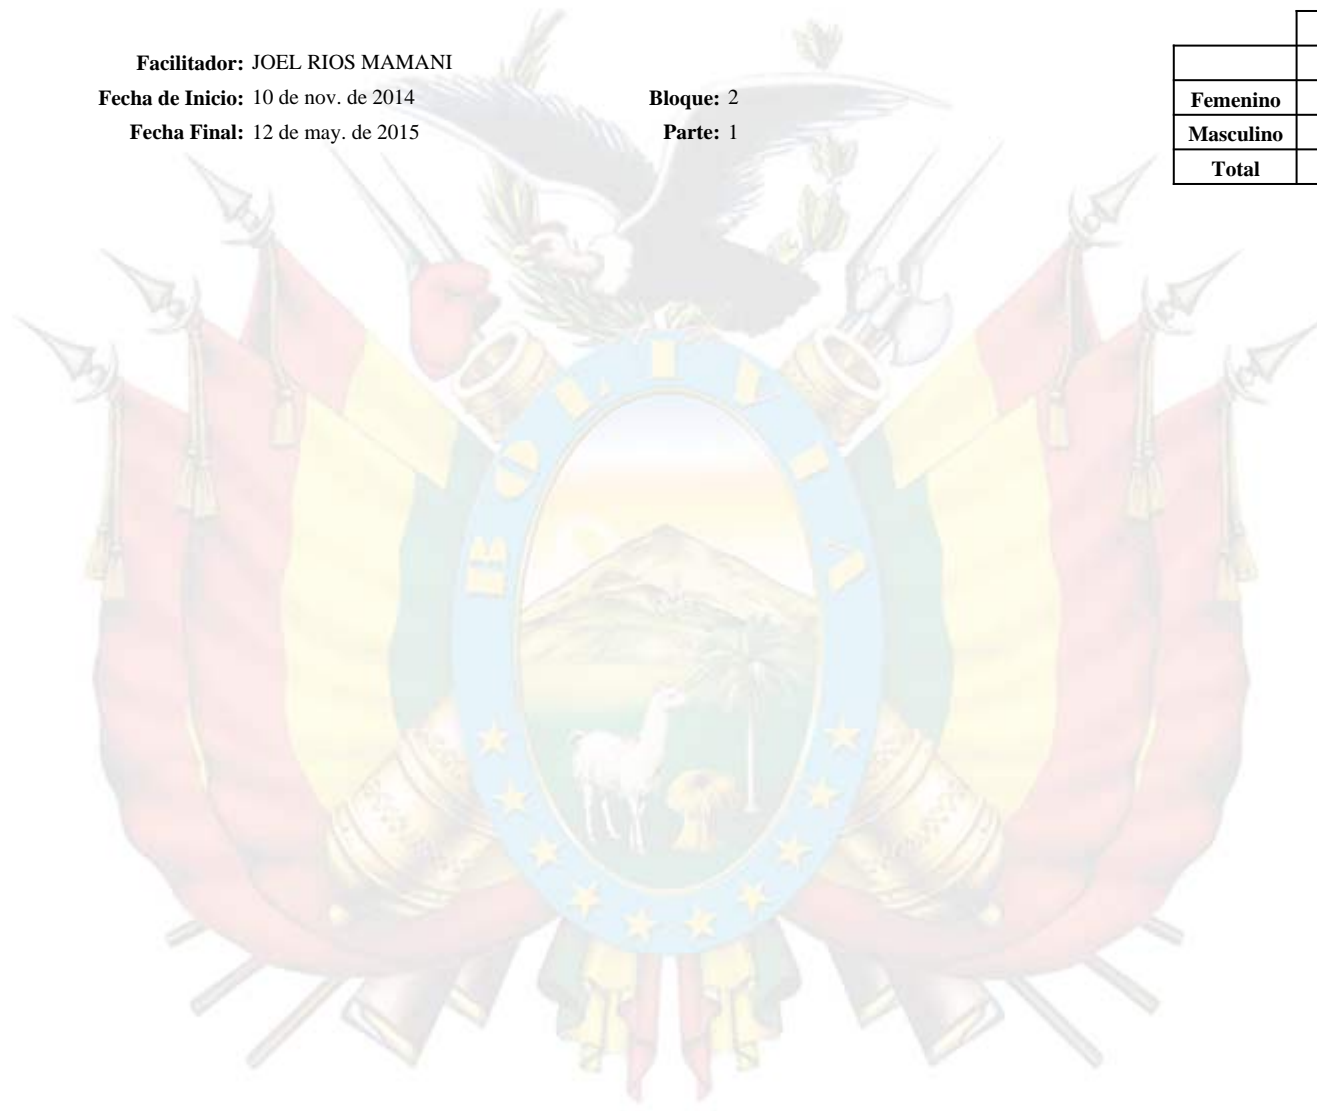 Facilitador: JOEL RIOS MAMANI
Fecha de Inicio: 10 de nov. de 2014 Bloque: 2
Fecha Final: 12 de may. de 2015 Parte: 1
Femenino
Masculino
Total
BOLIVIA